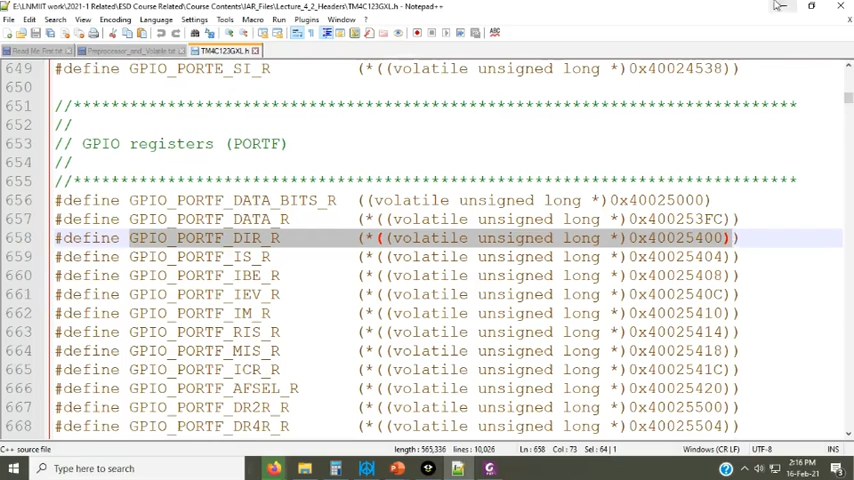 E:\LNMIIT work\2021-1 Related\ESD Course Related\Course Contents\IAR_Files\Lecture_4_2_Headers\TM4C123GXL.h - Notepad++
File Edit Search View Encoding Language Settings Tools Macro Run Plugins Window ?
Read Me First.txt Preprocessor_and_Volatile.txt TM4C123GXL.h
649 #define GPIO_PORTE_SI_R (*((volatile unsigned long *)0x40024538))
650
651 //*****************************************************************************
652 //
653 // GPIO registers (PORTF)
654 //
655 //*****************************************************************************
656 #define GPIO_PORTF_DATA_BITS_R ((volatile unsigned long *)0x40025000)
657 #define GPIO_PORTF_DATA_R (*((volatile unsigned long *)0x400253FC))
658 #define GPIO_PORTF_DIR_R (*((volatile unsigned long *)0x40025400))
659 #define GPIO_PORTF_IS_R (*((volatile unsigned long *)0x40025404))
660 #define GPIO_PORTF_IBE_R (*((volatile unsigned long *)0x40025408))
661 #define GPIO_PORTF_IEV_R (*((volatile unsigned long *)0x4002540C))
662 #define GPIO_PORTF_IM_R (*((volatile unsigned long *)0x40025410))
663 #define GPIO_PORTF_RIS_R (*((volatile unsigned long *)0x40025414))
664 #define GPIO_PORTF_MIS_R (*((volatile unsigned long *)0x40025418))
665 #define GPIO_PORTF_ICR_R (*((volatile unsigned long *)0x4002541C))
666 #define GPIO_PORTF_AFSEL_R (*((volatile unsigned long *)0x40025420))
667 #define GPIO_PORTF_DR2R_R (*((volatile unsigned long *)0x40025500))
668 #define GPIO_PORTF_DR4R_R (*((volatile unsigned long *)0x40025504))
C++ source file length : 565,336 lines : 10,026 Ln : 658 Col : 73 Sel : 64 | 1 Windows (CR LF) UTF-8 INS
Type here to search
2:16 PM
16-Feb-21